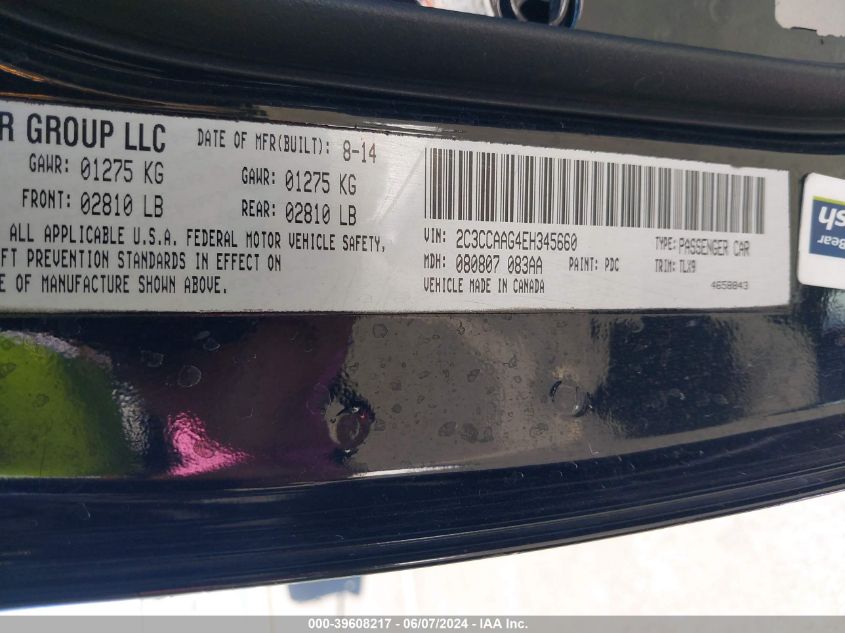 R GROUP LLC
DATE OF MFR(BUILT): 8-14
GAWR: 01275 KG
GAWR: 01275 KG
FRONT: 02810 LB
REAR: 02810 LB
ALL APPLICABLE U.S.A. FEDERAL MOTOR VEHICLE SAFETY,
FT PREVENTION STANDARDS IN EFFECT ON
E OF MANUFACTURE SHOWN ABOVE.
VIN: 2C3CCAAG4EH345660
TYPE: PASSENGER CAR
MDH: 080807 083AA
PAINT: PDC
TRIM: TLX9
VEHICLE MADE IN CANADA
4658843
Bear
sh
000-39608217 - 06/07/2024 - IAA Inc.